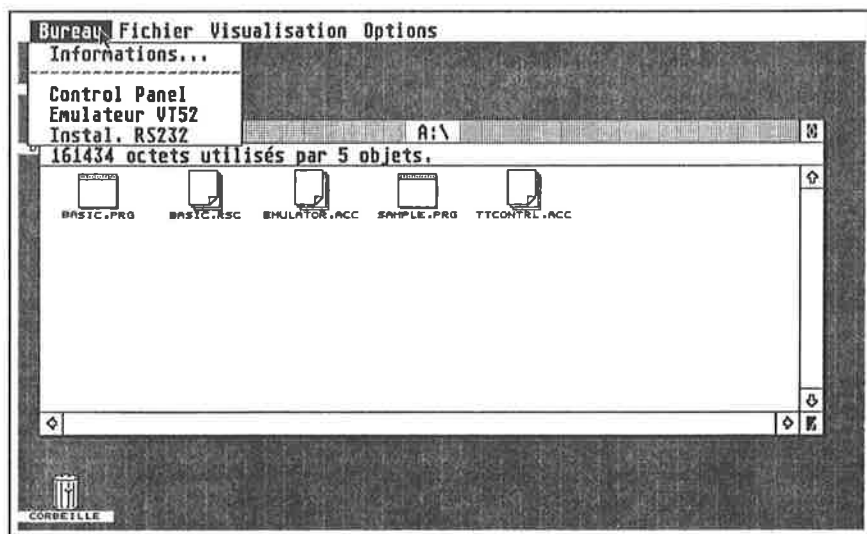 Bureau Fichier Visualisation Options
Informations...
Control Panel
Emulateur VT52
Instal. RS232
A:\
161434 octets utilisés par 5 objets.
BASIC.PRG BASIC.RSC EMULATOR.ACC SAMPLE.PRG TTCONTRL.ACC
CORBEILLE